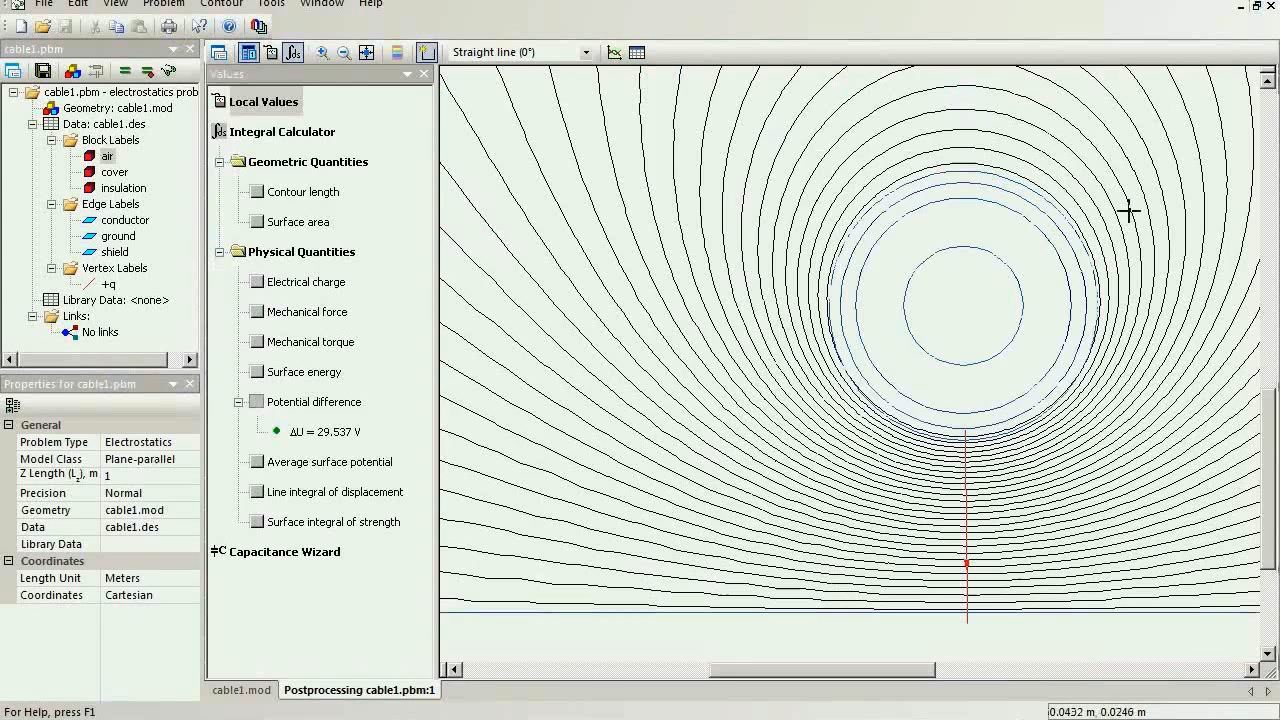 File Edit View Problem Contour Tools Window Help
Straight line (0°)
cable1.pbm
cable1.pbm - electrostatics prob
Geometry: cable1.mod
Data: cable1.des
Block Labels
air
cover
insulation
Edge Labels
conductor
ground
shield
Vertex Labels
+q
Library Data: <none>
Links:
No links
Properties for cable1.pbm
General
Problem Type Electrostatics
Model Class Plane-parallel
Z Length (Lz), m 1
Precision Normal
Geometry cable1.mod
Data cable1.des
Library Data
Coordinates
Length Unit Meters
Coordinates Cartesian
Values
Local Values
Integral Calculator
Geometric Quantities
Contour length
Surface area
Physical Quantities
Electrical charge
Mechanical force
Mechanical torque
Surface energy
Potential difference
ΔU = 29.537 V
Average surface potential
Line integral of displacement
Surface integral of strength
Capacitance Wizard
cable1.mod Postprocessing cable1.pbm:1
For Help, press F1
0.0432 m, 0.0246 m